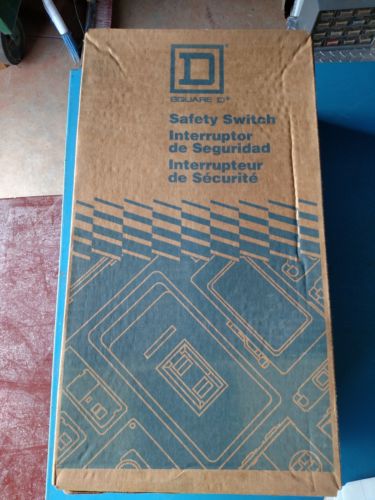 D
SQUARE D
Safety Switch
Interruptor
de Seguridad
Interrupteur
de Sécurité